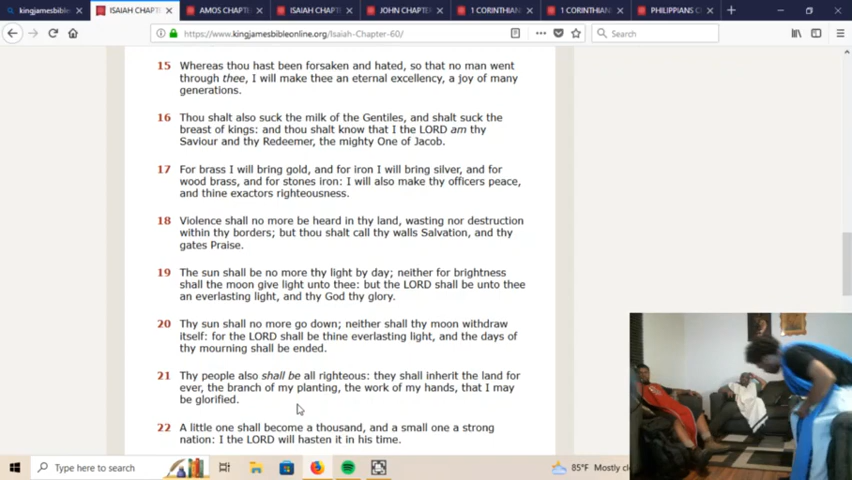 kingjamesbible
ISAIAH CHAPT
AMOS CHAPT
ISAIAH CHAPT
JOHN CHAPTE
1 CORINTHIAN
1 CORINTHIAN
PHILIPPIANS C
https://www.kingjamesbibleonline.org/Isaiah-Chapter-60/
Search
15 Whereas thou hast been forsaken and hated, so that no man went
through thee, I will make thee an eternal excellency, a joy of many
generations.
16 Thou shalt also suck the milk of the Gentiles, and shalt suck the
breast of kings: and thou shalt know that I the LORD am thy
Saviour and thy Redeemer, the mighty One of Jacob.
17 For brass I will bring gold, and for iron I will bring silver, and for
wood brass, and for stones iron: I will also make thy officers peace,
and thine exactors righteousness.
18 Violence shall no more be heard in thy land, wasting nor destruction
within thy borders; but thou shalt call thy walls Salvation, and thy
gates Praise.
19 The sun shall be no more thy light by day; neither for brightness
shall the moon give light unto thee: but the LORD shall be unto thee
an everlasting light, and thy God thy glory.
20 Thy sun shall no more go down; neither shall thy moon withdraw
itself: for the LORD shall be thine everlasting light, and the days of
thy mourning shall be ended.
21 Thy people also shall be all righteous: they shall inherit the land for
ever, the branch of my planting, the work of my hands, that I may
be glorified.
22 A little one shall become a thousand, and a small one a strong
nation: I the LORD will hasten it in his time.
Type here to search
85°F Mostly cl